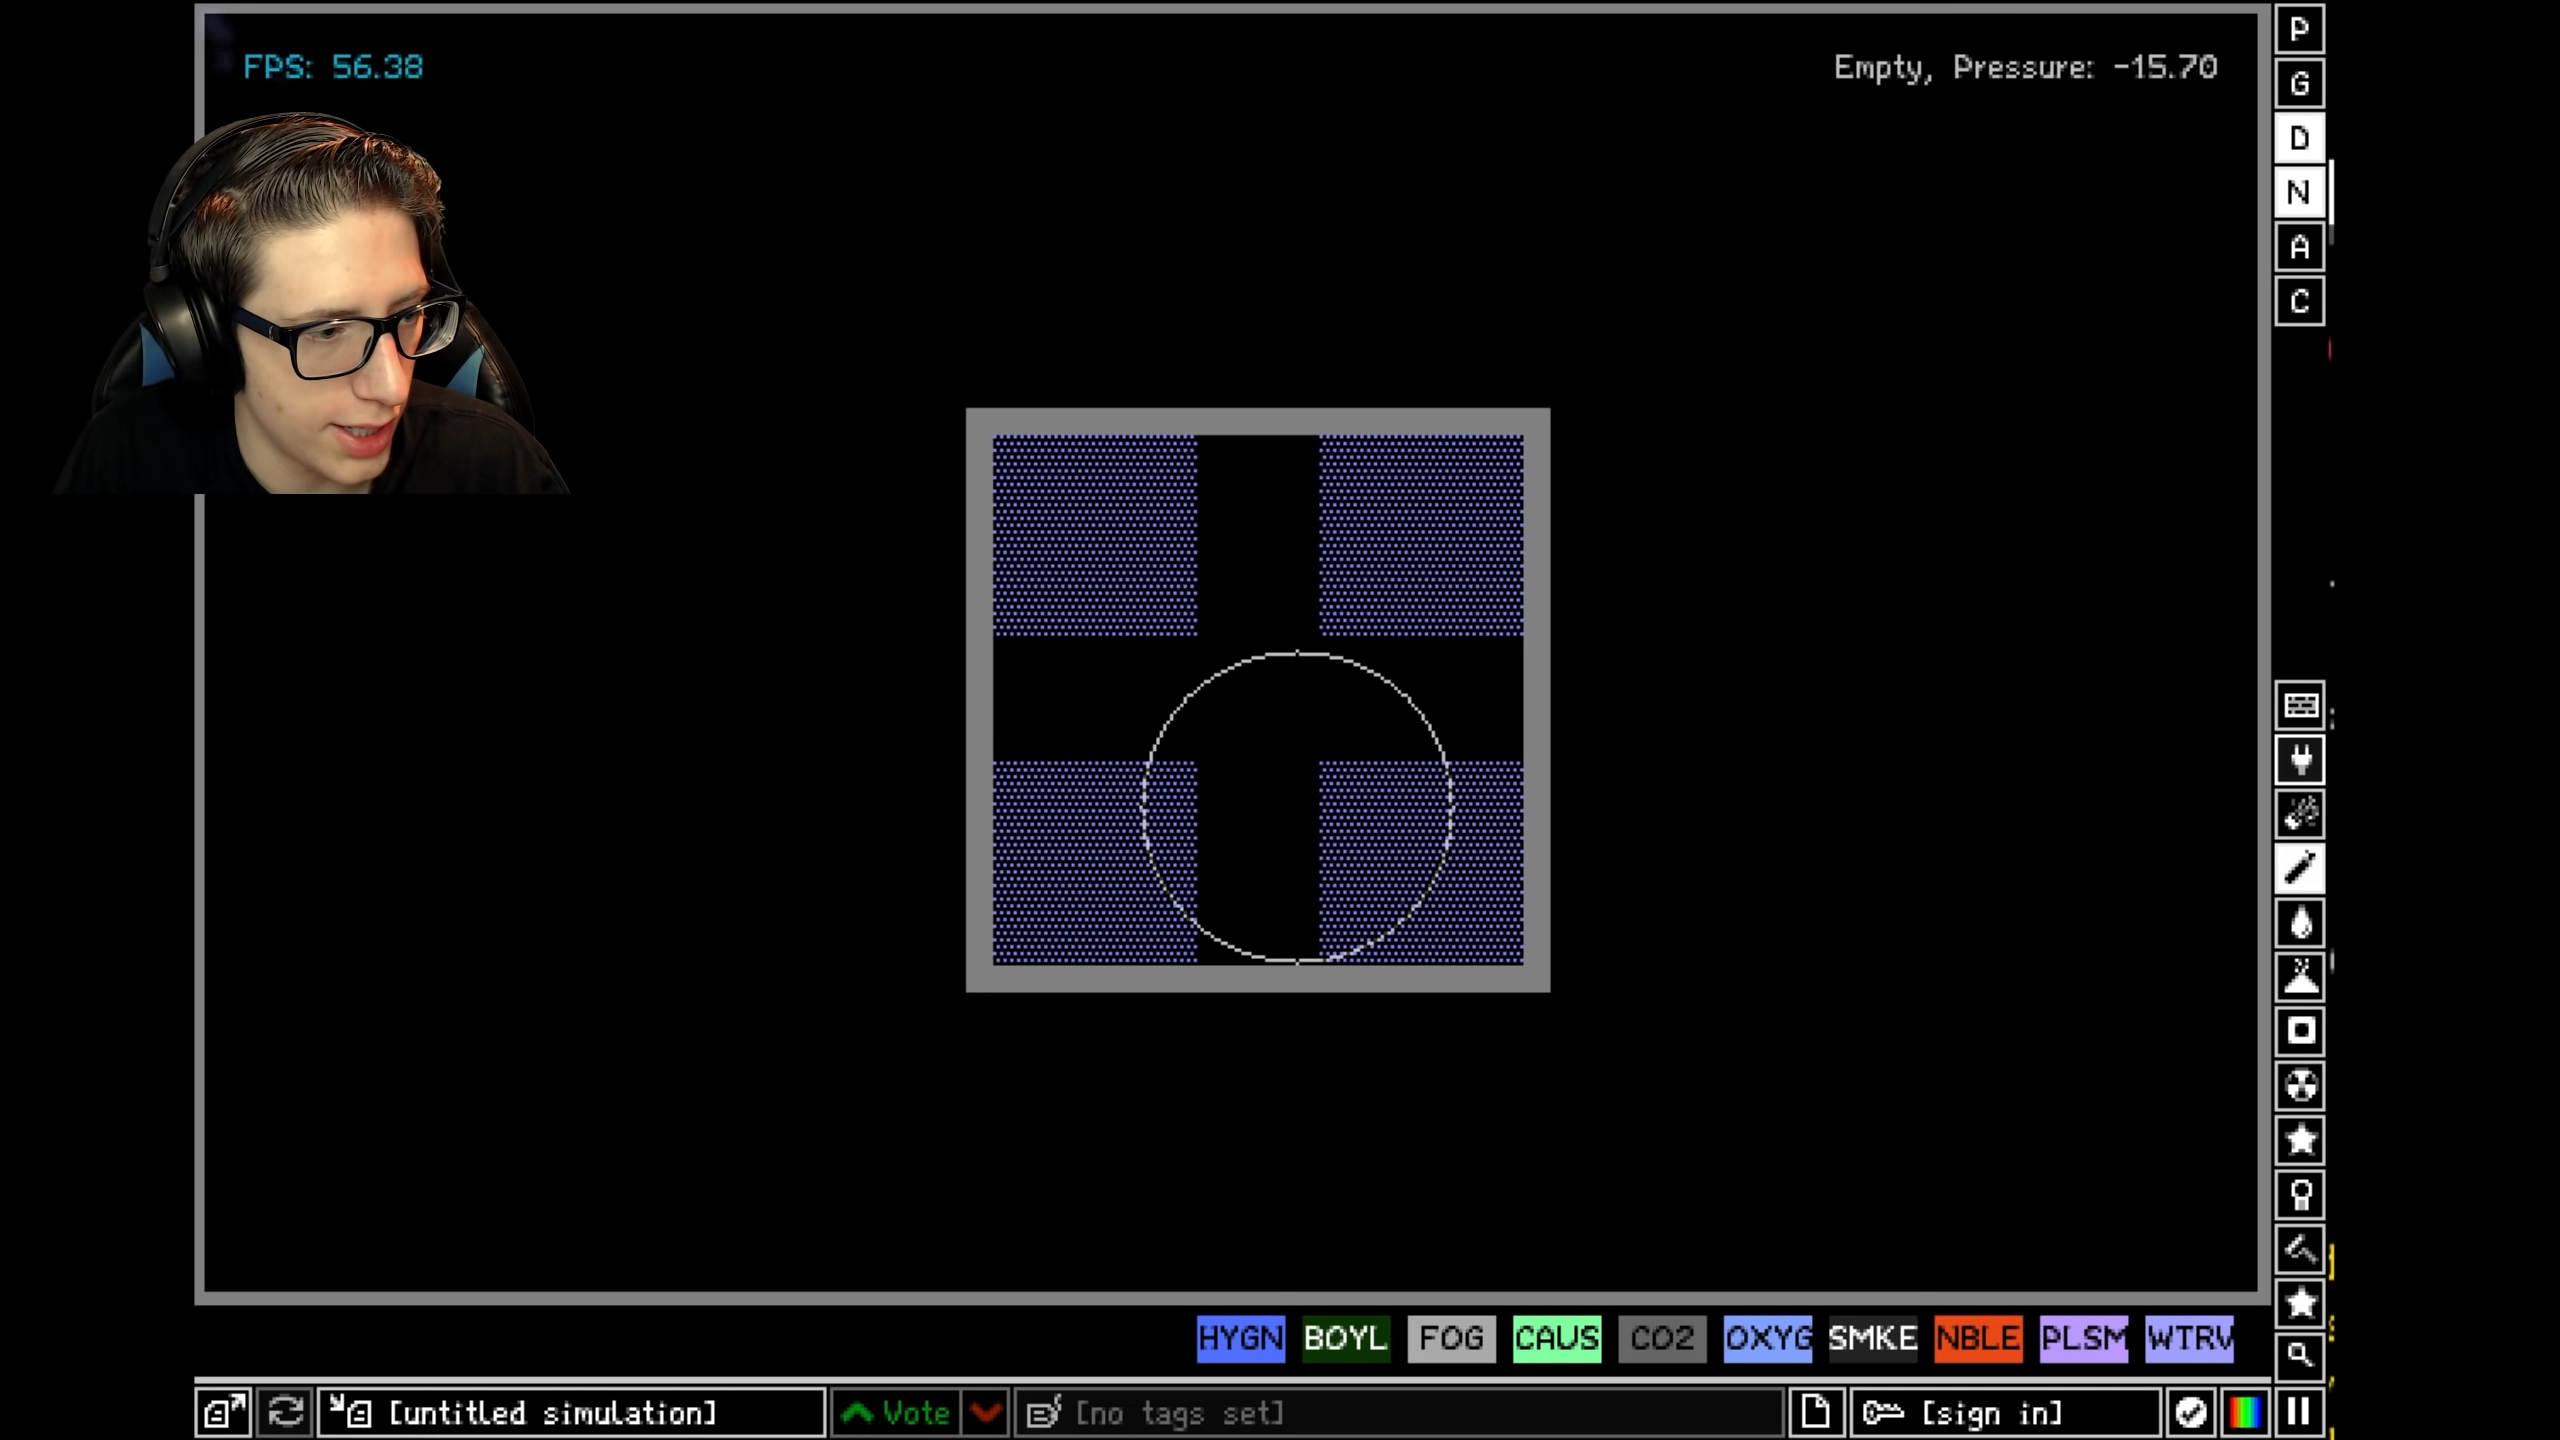 FPS: 56.38
Empty, Pressure: -15.70
P
G
D
N
A
C
HYGN BOYL FOG CAUS CO2 OXYG SMKE NBLE PLSM WTRV
[untitled simulation] Vote [no tags set] [sign in]